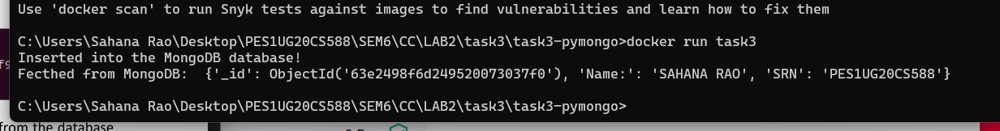 Use 'docker scan' to run Snyk tests against images to find vulnerabilities and learn how to fix them
C:\Users\Sahana Rao\Desktop\PES1UG20CS588\SEM6\CC\LAB2\task3\task3-pymongo>docker run task3
Inserted into the MongoDB database!
Fecthed from MongoDB:  {'_id': ObjectId('63e2498f6d249520073037f0'), 'Name:': 'SAHANA RAO', 'SRN': 'PES1UG20CS588'}
C:\Users\Sahana Rao\Desktop\PES1UG20CS588\SEM6\CC\LAB2\task3\task3-pymongo>
from the database